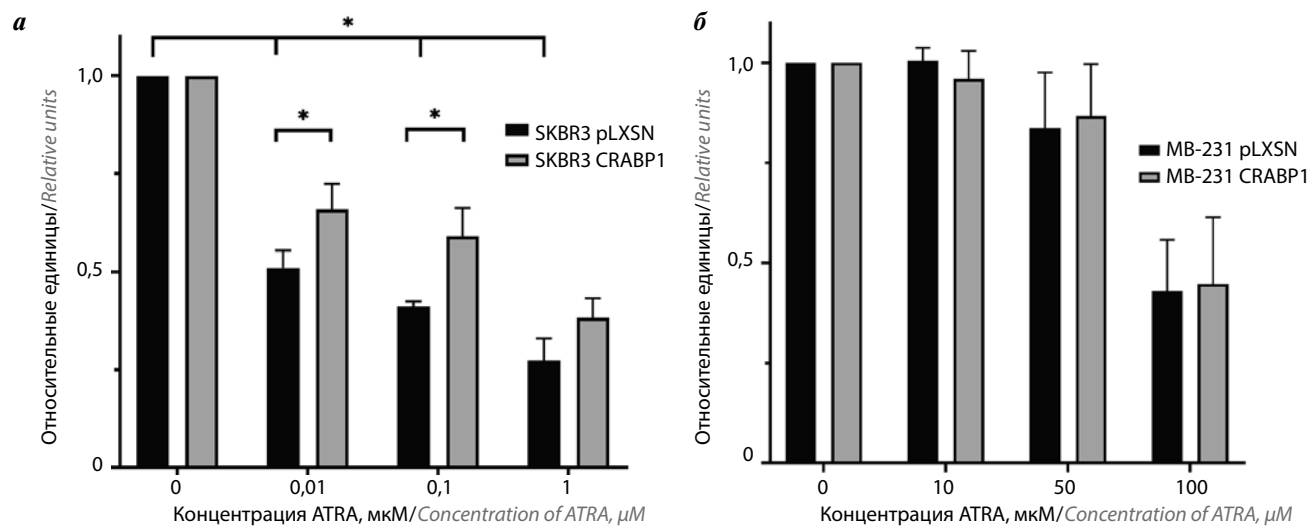 а
*
1,0
*
*
SKBR3 pLXSN
SKBR3 CRABP1
0,5
0
0
0,01
0,1
1
Относительные единицы/Relative units
Концентрация ATRA, мкМ/Concentration of ATRA, µM
б
1,0
MB-231 pLXSN
MB-231 CRABP1
0,5
0
0
10
50
100
Относительные единицы/Relative units
Концентрация ATRA, мкМ/Concentration of ATRA, µM